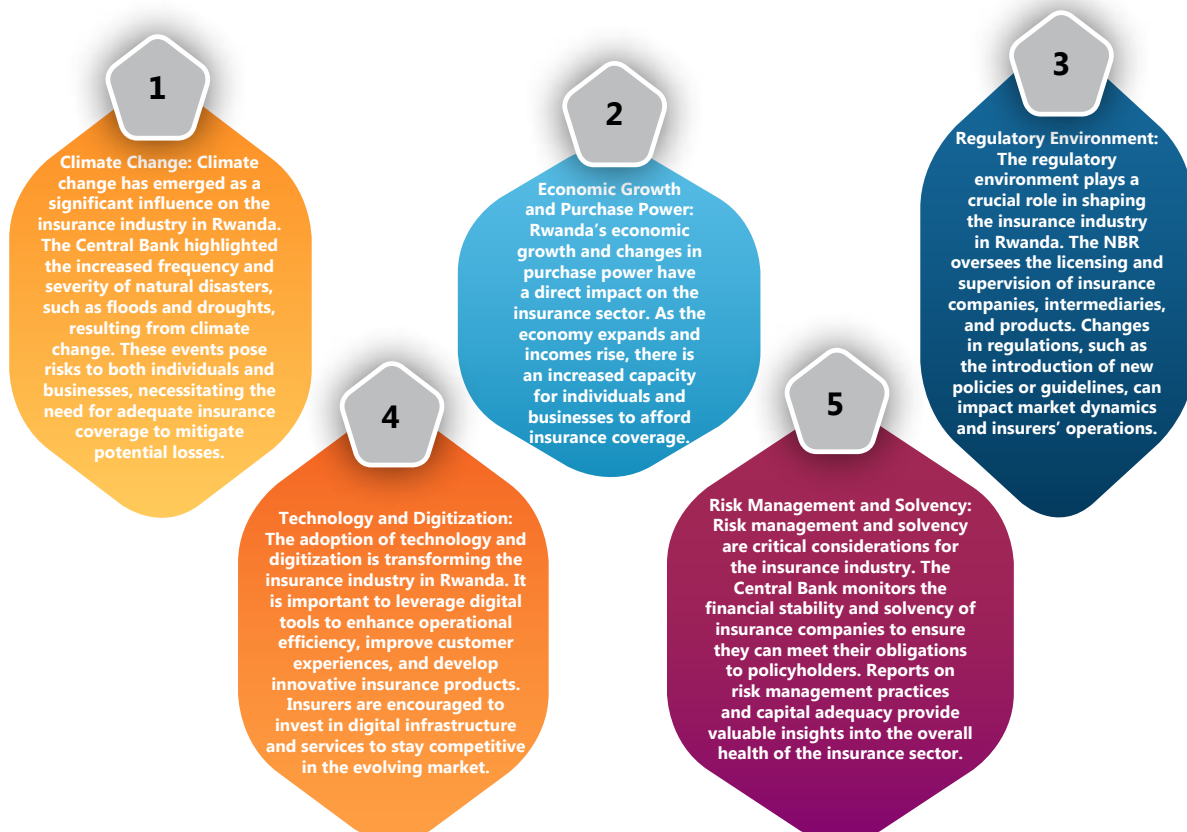 1
Climate Change: Climate
change has emerged as a
significant influence on the
insurance industry in Rwanda.
The Central Bank highlighted
the increased frequency and
severity of natural disasters,
such as floods and droughts,
resulting from climate
change. These events pose
risks to both individuals and
businesses, necessitating the
need for adequate insurance
coverage to mitigate
potential losses.
2
Economic Growth
and Purchase Power:
Rwanda’s economic
growth and changes in
purchase power have
a direct impact on the
insurance sector. As the
economy expands and
incomes rise, there is
an increased capacity
for individuals and
businesses to afford
insurance coverage.
3
Regulatory Environment:
The regulatory
environment plays a
crucial role in shaping
the insurance industry
in Rwanda. The NBR
oversees the licensing and
supervision of insurance
companies, intermediaries,
and products. Changes
in regulations, such as
the introduction of new
policies or guidelines, can
impact market dynamics
and insurers’ operations.
4
Technology and Digitization:
The adoption of technology and
digitization is transforming the
insurance industry in Rwanda. It
is important to leverage digital
tools to enhance operational
efficiency, improve customer
experiences, and develop
innovative insurance products.
Insurers are encouraged to
invest in digital infrastructure
and services to stay competitive
in the evolving market.
5
Risk Management and Solvency:
Risk management and solvency
are critical considerations for
the insurance industry. The
Central Bank monitors the
financial stability and solvency of
insurance companies to ensure
they can meet their obligations
to policyholders. Reports on
risk management practices
and capital adequacy provide
valuable insights into the overall
health of the insurance sector.